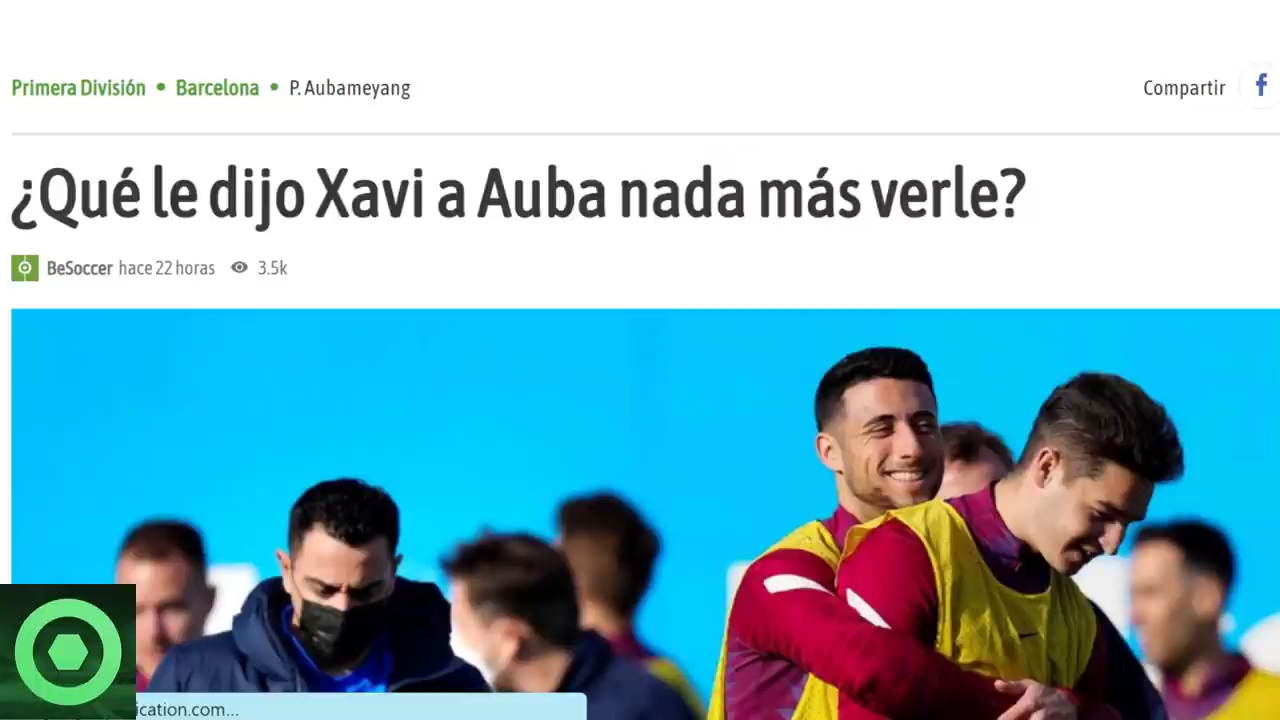 Primera División • Barcelona • P. Aubameyang
Compartir
¿Qué le dijo Xavi a Auba nada más verle?
BeSoccer hace 22 horas 3.5k
ication.com...